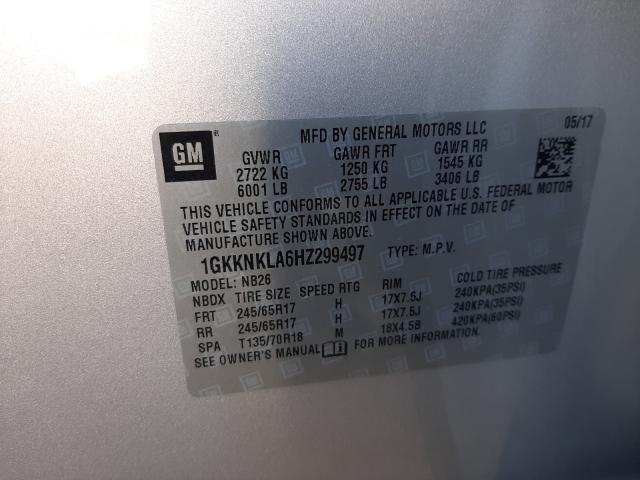 MFD BY GENERAL MOTORS LLC 05/17
GM ®
GVWR GAWR FRT GAWR RR
2722 KG 1250 KG 1545 KG
6001 LB 2755 LB 3406 LB
THIS VEHICLE CONFORMS TO ALL APPLICABLE U.S. FEDERAL MOTOR
VEHICLE SAFETY STANDARDS IN EFFECT ON THE DATE OF
MANUFACTURE SHOWN ABOVE.
1GKKNKLA6HZ299497 TYPE: M.P.V.
MODEL: NB26
NBDX TIRE SIZE SPEED RTG RIM COLD TIRE PRESSURE
FRT 245/65R17 H 17X7.5J 240KPA(35PSI)
RR 245/65R17 H 17X7.5J 240KPA(35PSI)
SPA T135/70R18 M 18X4.5B 420KPA(60PSI)
SEE OWNER'S MANUAL FOR MORE INFORMATION.